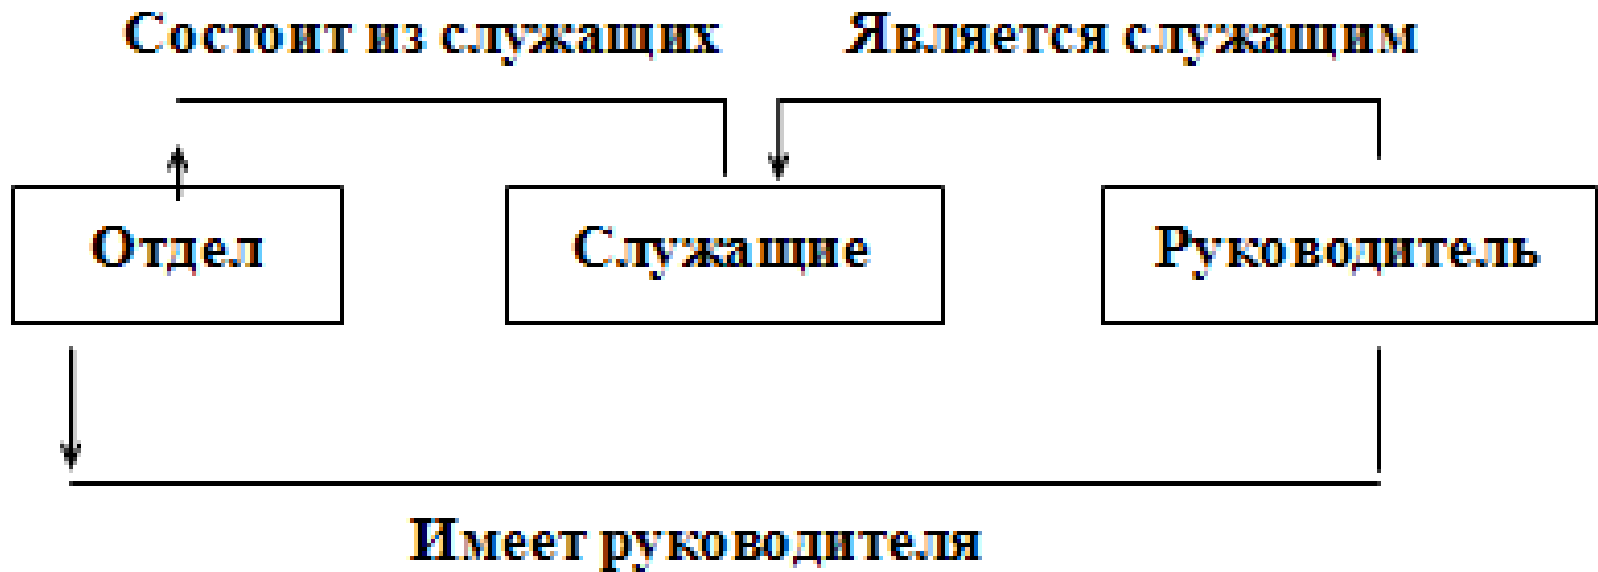 Состоит из служащих
Является служащим
Отдел
Служащие
Руководитель
Имеет руководителя